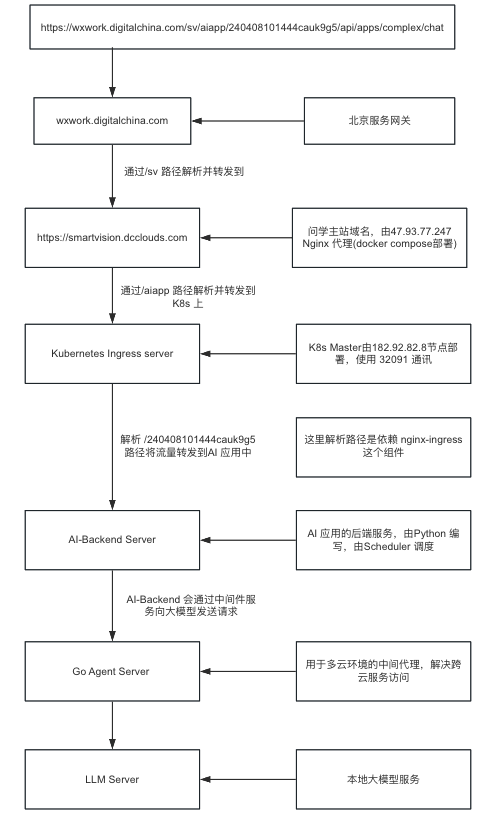 https://wxwork.digitalchina.com/sv/aiapp/240408101444cauk9g5/api/apps/complex/chat
wxwork.digitalchina.com
北京服务网关
通过/sv 路径解析并转发到
https://smartvision.dcclouds.com
问学主站域名，由47.93.77.247
Nginx 代理(docker compose部署)
通过/aiapp 路径解析并转发到
K8s 上
Kubernetes Ingress server
K8s Master由182.92.82.8节点部
署，使用 32091 通讯
解析 /240408101444cauk9g5
路径将流量转发到AI 应用中
这里解析路径是依赖 nginx-ingress
这个组件
AI-Backend Server
AI 应用的后端服务，由Python 编
写，由Scheduler 调度
AI-Backend 会通过中间件服
务向大模型发送请求
Go Agent Server
用于多云环境的中间代理，解决跨
云服务访问
LLM Server
本地大模型服务